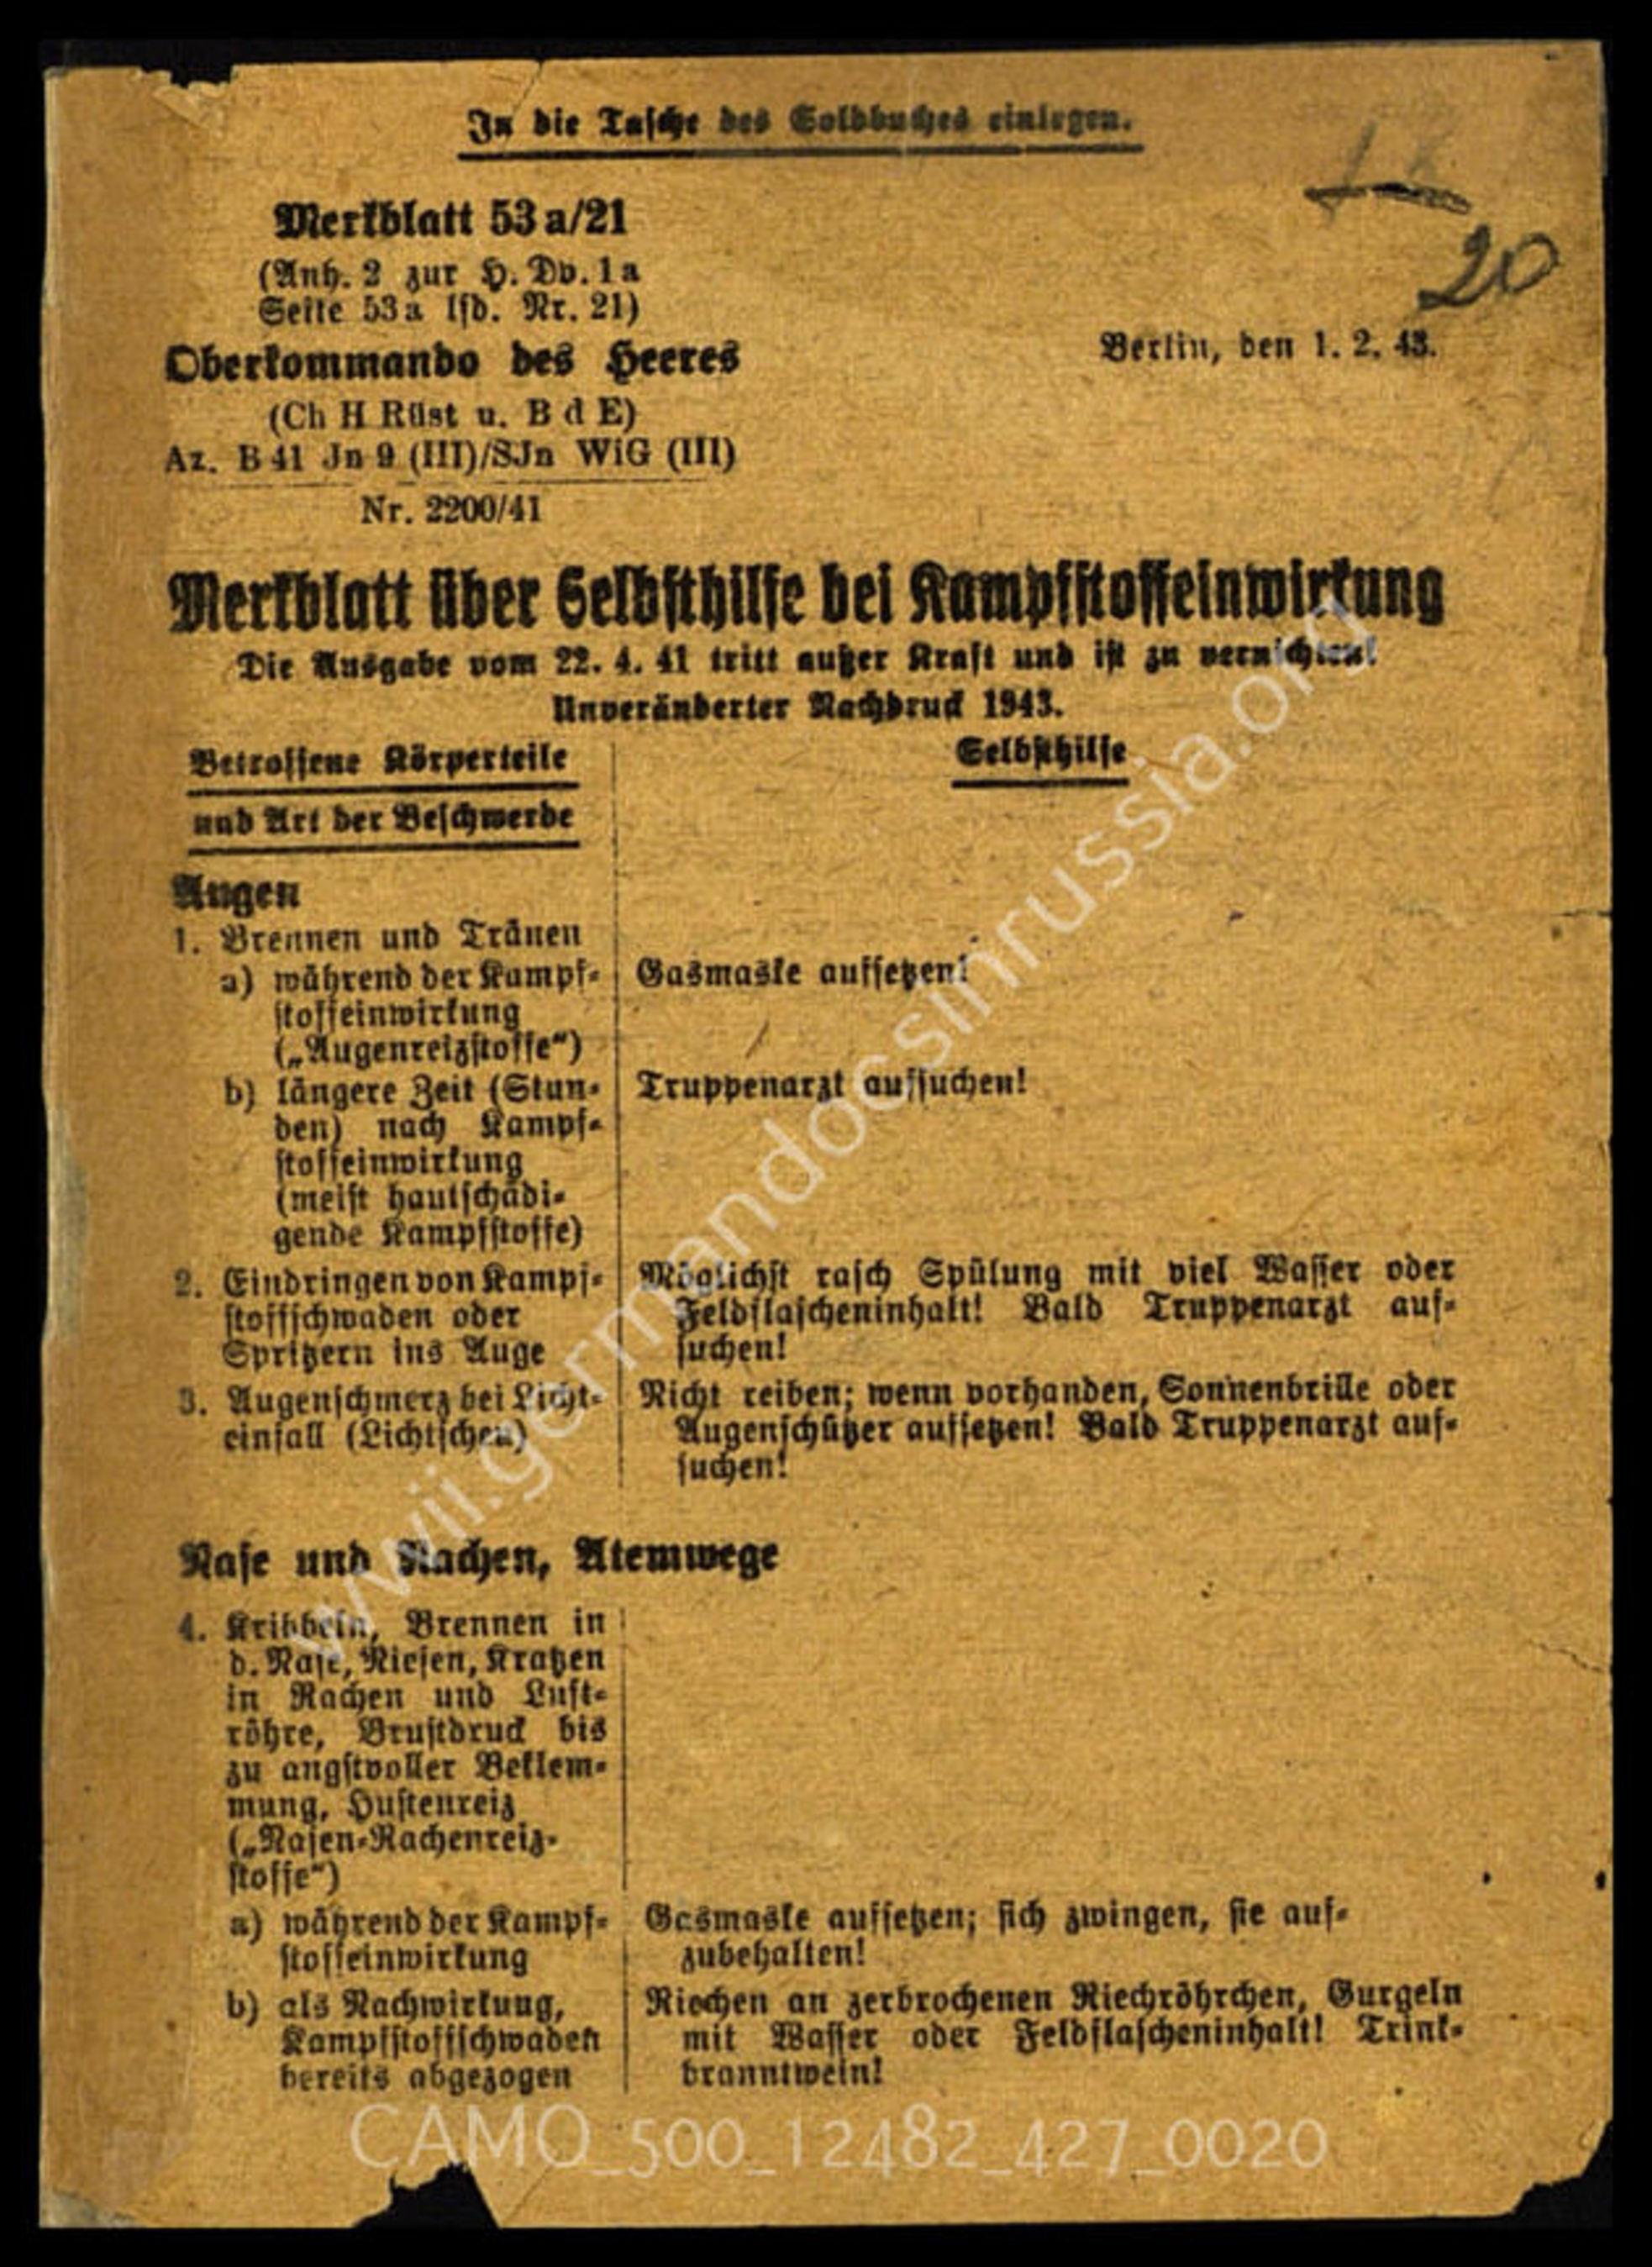 In die Tasche des Soldbuches einlegen.
20
Merkblatt 53 a/21
(Anh. 2 zur H. Dv. 1 a
Seite 53 a lfd. Nr. 21)
Oberkommando des Heeres
Berlin, den 1. 2. 43.
(Ch H Rüst u. B d E)
Az. B 41 Jn 9 (III)/SJn WiG (III)
Nr. 2200/41
Merkblatt über Selbsthilfe bei Kampfstoffeinwirkung
Die Ausgabe vom 22. 4. 41 tritt außer Kraft und ist zu vernichten!
Unveränderter Nachdruck 1943.
Betroffene Körperteile
und Art der Beschwerde
Selbsthilfe
Augen
1. Brennen und Tränen
a) während der Kampf-
stoffeinwirkung
(„Augenreizstoffe“)
Gasmaske aufsetzen!
b) längere Zeit (Stun-
den) nach Kampf-
stoffeinwirkung
(meist hautschädi-
gende Kampfstoffe)
Truppenarzt aufsuchen!
2. Eindringen von Kampf-
stoffschwaden oder
Spritzern ins Auge
Möglichst rasch Spülung mit viel Wasser oder
Feldflascheninhalt! Bald Truppenarzt auf-
suchen!
3. Augenschmerz bei Licht-
einfall (Lichtscheu)
Nicht reiben; wenn vorhanden, Sonnenbrille oder
Augenschützer aufsetzen! Bald Truppenarzt auf-
suchen!
Nase und Rachen, Atemwege
4. Kribbeln, Brennen in
d. Nase, Niesen, Kratzen
in Rachen und Luft-
röhre, Brustdruck bis
zu angstvoller Beklem-
mung, Hustenreiz
(„Nasen-Rachenreiz-
stoffe“)
a) während der Kampf-
stoffeinwirkung
Gasmaske aufsetzen; sich zwingen, sie auf-
zubehalten!
b) als Nachwirkung,
Kampfstoffschwaden
bereits abgezogen
Riechen an zerbrochenen Riechröhrchen, Gurgeln
mit Wasser oder Feldflascheninhalt! Trink-
branntwein!
wwii.germandocsinrussia.org
CAMO_500_12482_427_0020